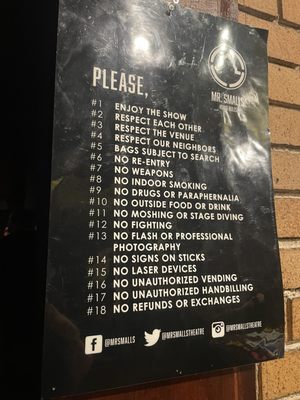 PLEASE,
MR. SMALLS
#1 ENJOY THE SHOW
#2 RESPECT EACH OTHER
#3 RESPECT THE VENUE
#4 RESPECT OUR NEIGHBORS
#5 BAGS SUBJECT TO SEARCH
#6 NO RE-ENTRY
#7 NO WEAPONS
#8 NO INDOOR SMOKING
#9 NO DRUGS OR PARAPHERNALIA
#10 NO OUTSIDE FOOD OR DRINK
#11 NO MOSHING OR STAGE DIVING
#12 NO FIGHTING
#13 NO FLASH OR PROFESSIONAL
PHOTOGRAPHY
#14 NO SIGNS ON STICKS
#15 NO LASER DEVICES
#16 NO UNAUTHORIZED VENDING
#17 NO UNAUTHORIZED HANDBILLING
#18 NO REFUNDS OR EXCHANGES
@MRSMALLS @MRSMALLSTHEATRE @MRSMALLSTHEATRE